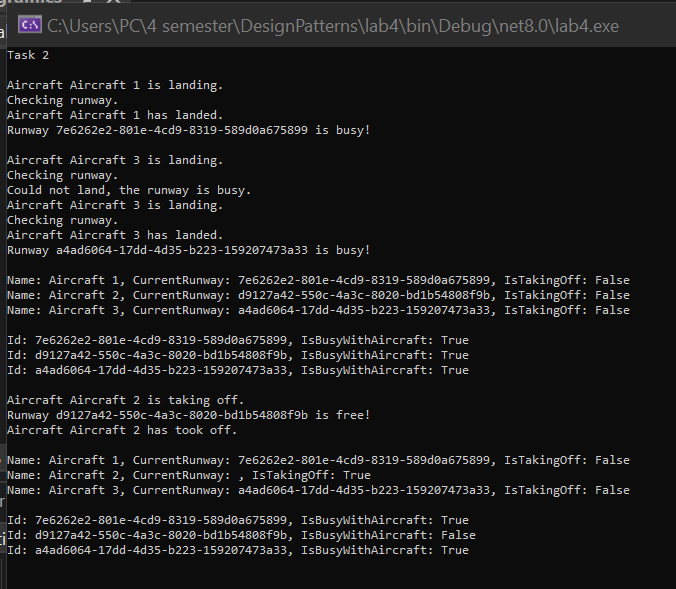 C:\Users\PC\4 semester\DesignPatterns\lab4\bin\Debug\net8.0\lab4.exe
Task 2
Aircraft Aircraft 1 is landing.
Checking runway.
Aircraft Aircraft 1 has landed.
Runway 7e6262e2-801e-4cd9-8319-589d0a675899 is busy!
Aircraft Aircraft 3 is landing.
Checking runway.
Could not land, the runway is busy.
Aircraft Aircraft 3 is landing.
Checking runway.
Aircraft Aircraft 3 has landed.
Runway a4ad6064-17dd-4d35-b223-159207473a33 is busy!
Name: Aircraft 1, CurrentRunway: 7e6262e2-801e-4cd9-8319-589d0a675899, IsTakingOff: False
Name: Aircraft 2, CurrentRunway: d9127a42-550c-4a3c-8020-bd1b54808f9b, IsTakingOff: False
Name: Aircraft 3, CurrentRunway: a4ad6064-17dd-4d35-b223-159207473a33, IsTakingOff: False
Id: 7e6262e2-801e-4cd9-8319-589d0a675899, IsBusyWithAircraft: True
Id: d9127a42-550c-4a3c-8020-bd1b54808f9b, IsBusyWithAircraft: True
Id: a4ad6064-17dd-4d35-b223-159207473a33, IsBusyWithAircraft: True
Aircraft Aircraft 2 is taking off.
Runway d9127a42-550c-4a3c-8020-bd1b54808f9b is free!
Aircraft Aircraft 2 has took off.
Name: Aircraft 1, CurrentRunway: 7e6262e2-801e-4cd9-8319-589d0a675899, IsTakingOff: False
Name: Aircraft 2, CurrentRunway: , IsTakingOff: True
Name: Aircraft 3, CurrentRunway: a4ad6064-17dd-4d35-b223-159207473a33, IsTakingOff: False
Id: 7e6262e2-801e-4cd9-8319-589d0a675899, IsBusyWithAircraft: True
Id: d9127a42-550c-4a3c-8020-bd1b54808f9b, IsBusyWithAircraft: False
Id: a4ad6064-17dd-4d35-b223-159207473a33, IsBusyWithAircraft: True